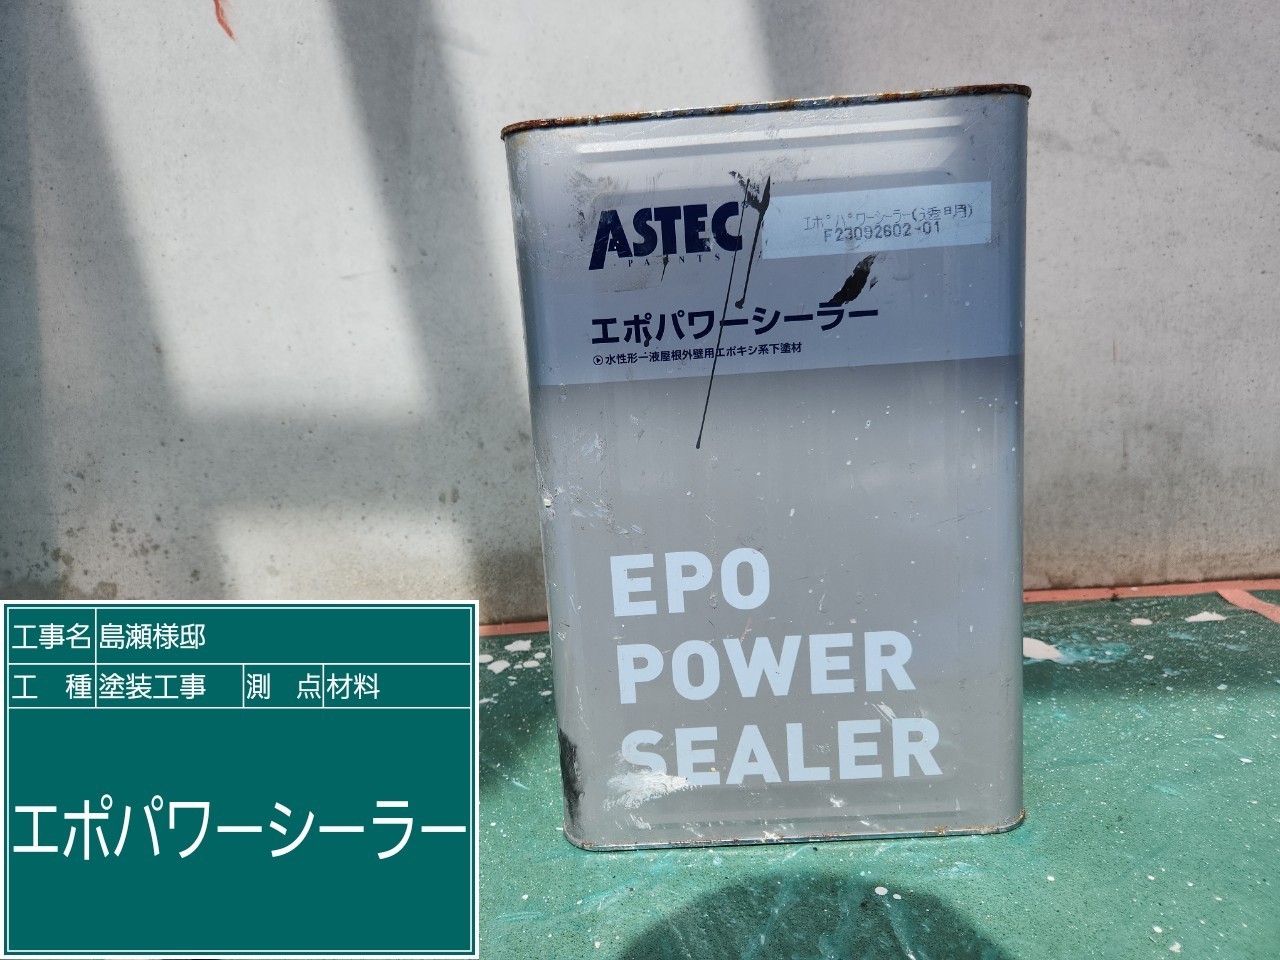 ASTEC
PAINTS
エポパワーシーラー(透明)
F23092602-01
エポパワーシーラー
水性形一液屋根外壁用エポキシ系下塗材
EPO
POWER
SEALER
工事名 島瀬様邸
工 種 塗装工事 測 点 材料
エポパワーシーラー